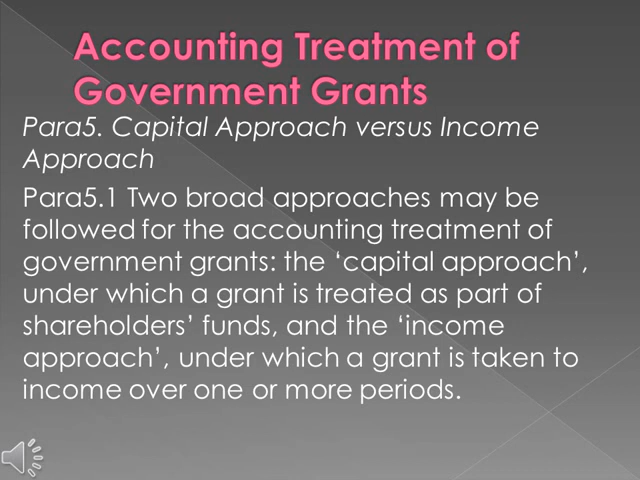 Accounting Treatment of
Government Grants
Para5. Capital Approach versus Income
Approach
Para5.1 Two broad approaches may be
followed for the accounting treatment of
government grants: the ‘capital approach’,
under which a grant is treated as part of
shareholders’ funds, and the ‘income
approach’, under which a grant is taken to
income over one or more periods.